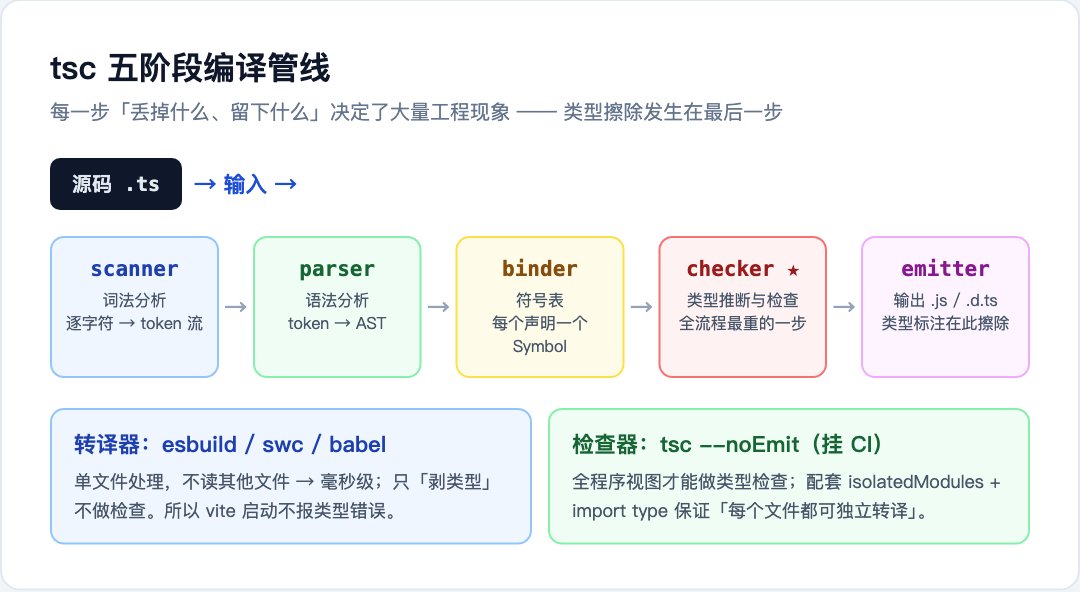 tsc 五阶段编译管线
每一步「丢掉什么、留下什么」决定了大量工程现象 —— 类型擦除发生在最后一步
源码 .ts → 输入 →
scanner
词法分析
逐字符 → token 流
→
parser
语法分析
token → AST
→
binder
符号表
每个声明一个
Symbol
→
checker ★
类型推断与检查
全流程最重的一步
→
emitter
输出 .js / .d.ts
类型标注在此擦除
转译器：esbuild / swc / babel
单文件处理，不读其他文件 → 毫秒级；只「剥类型」
不做检查。所以 vite 启动不报类型错误。
检查器：tsc --noEmit（挂 CI）
全程序视图才能做类型检查；配套 isolatedModules +
import type 保证「每个文件都可独立转译」。